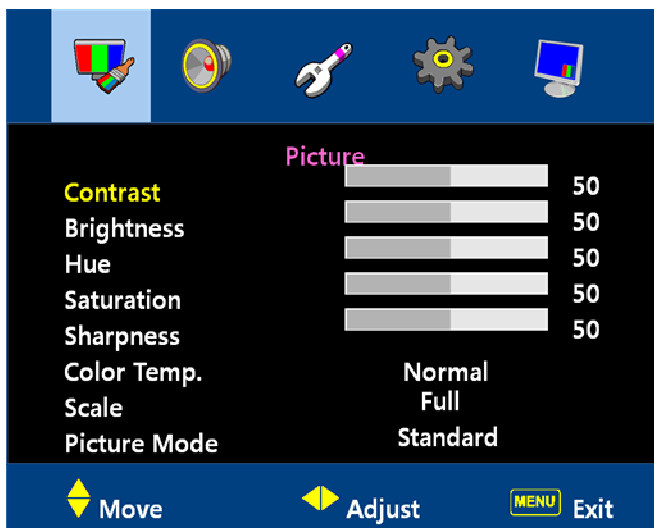 Picture
Contrast 50
Brightness 50
Hue 50
Saturation 50
Sharpness 50
Color Temp. Normal
Scale Full
Picture Mode Standard
Move Adjust MENU Exit